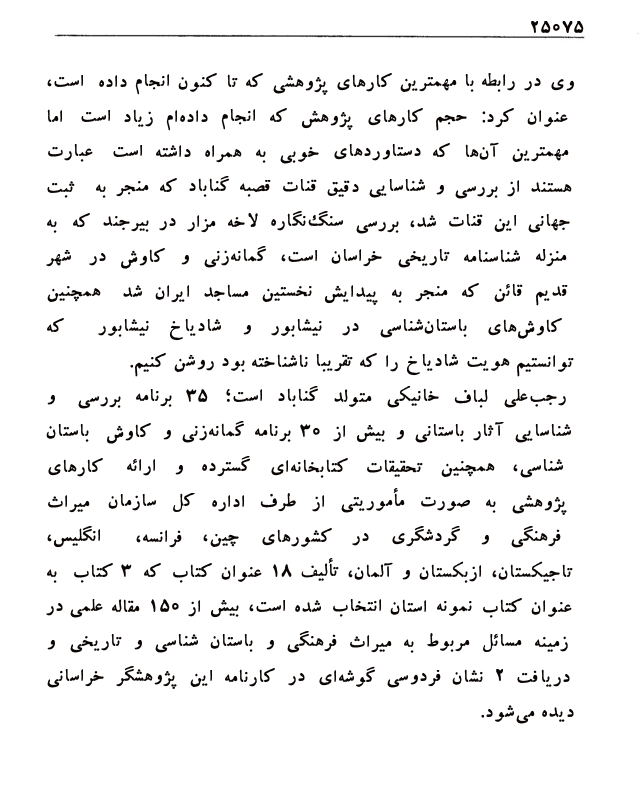 ۲۵۰۷۵
وی در رابطه با مهمترین کارهای پژوهشی که تا کنون انجام داده است،
عنوان کرد: حجم کارهای پژوهش که انجام داده‌ام زیاد است اما
مهمترین آن‌ها که دستاوردهای خوبی به همراه داشته است عبارت
هستند از بررسی و شناسایی دقیق قنات قصبه گناباد که منجر به ثبت
جهانی این قنات شد، بررسی سنگ‌نگاره لاخه مزار در بیرجند که به
منزله شناسنامه تاریخی خراسان است، گمانه‌زنی و کاوش در شهر
قدیم قائن که منجر به پیدایش نخستین مساجد ایران شد همچنین
کاوش‌های باستان‌شناسی در نیشابور و شادیاخ نیشابور که
توانستیم هویت شادیاخ را که تقریبا ناشناخته بود روشن کنیم.
رجب‌علی لباف خانیکی متولد گناباد است؛ ۳۵ برنامه بررسی و
شناسایی آثار باستانی و بیش از ۳۰ برنامه گمانه‌زنی و کاوش باستان
شناسی، همچنین تحقیقات کتابخانه‌ای گسترده و ارائه کارهای
پژوهشی به صورت مأموریتی از طرف اداره کل سازمان میراث
فرهنگی و گردشگری در کشورهای چین، فرانسه، انگلیس،
تاجیکستان، ازبکستان و آلمان، تألیف ۱۸ عنوان کتاب که ۳ کتاب به
عنوان کتاب نمونه استان انتخاب شده است، بیش از ۱۵۰ مقاله علمی در
زمینه مسائل مربوط به میراث فرهنگی و باستان شناسی و تاریخی و
دریافت ۲ نشان فردوسی گوشه‌ای در کارنامه این پژوهشگر خراسانی
دیده می‌شود.